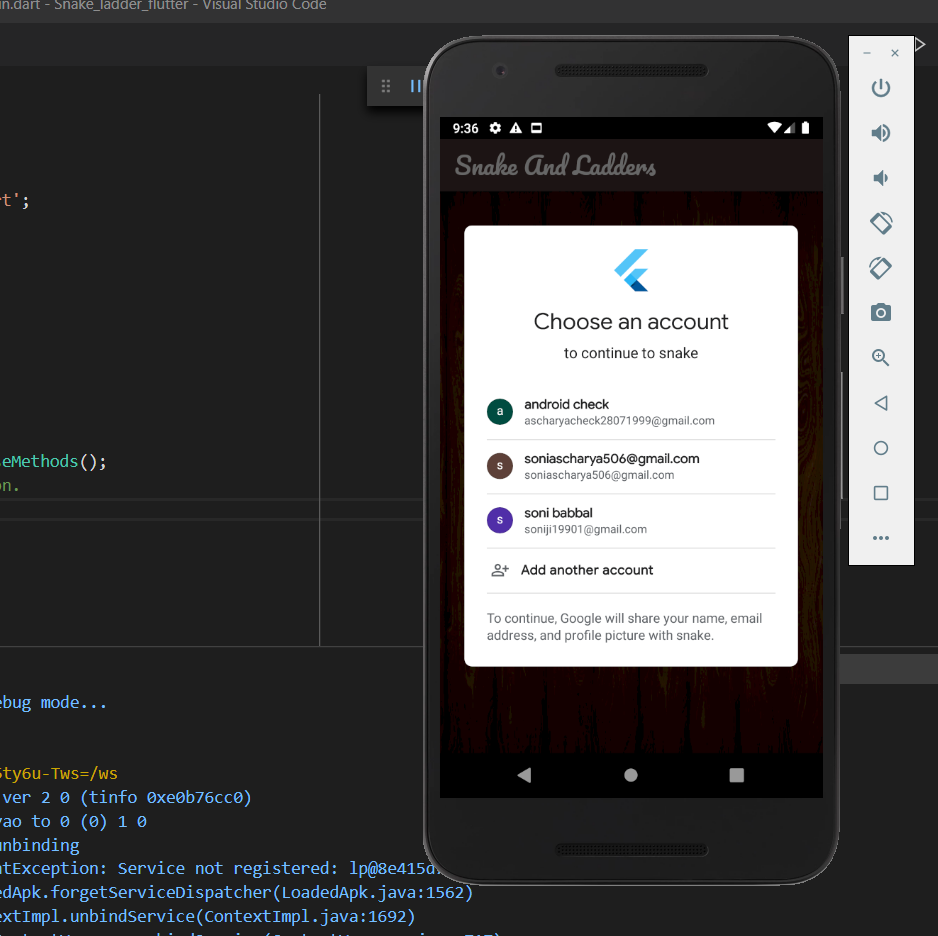 in.dart - Snake_ladder_flutter - Visual Studio Code
9:36
Snake And Ladders
Choose an account
to continue to snake
a
android check
ascharyacheck28071999@gmail.com
s
soniascharya506@gmail.com
soniascharya506@gmail.com
s
soni babbal
soniji19901@gmail.com
Add another account
To continue, Google will share your name, email
address, and profile picture with snake.
t';
eMethods();
n.
ebug mode...
5ty6u-Tws=/ws
ver 2 0 (tinfo 0xe0b76cc0)
vao to 0 (0) 1 0
unbinding
ntException: Service not registered: lp@8e415d
edApk.forgetServiceDispatcher(LoadedApk.java:1562)
extImpl.unbindService(ContextImpl.java:1692)